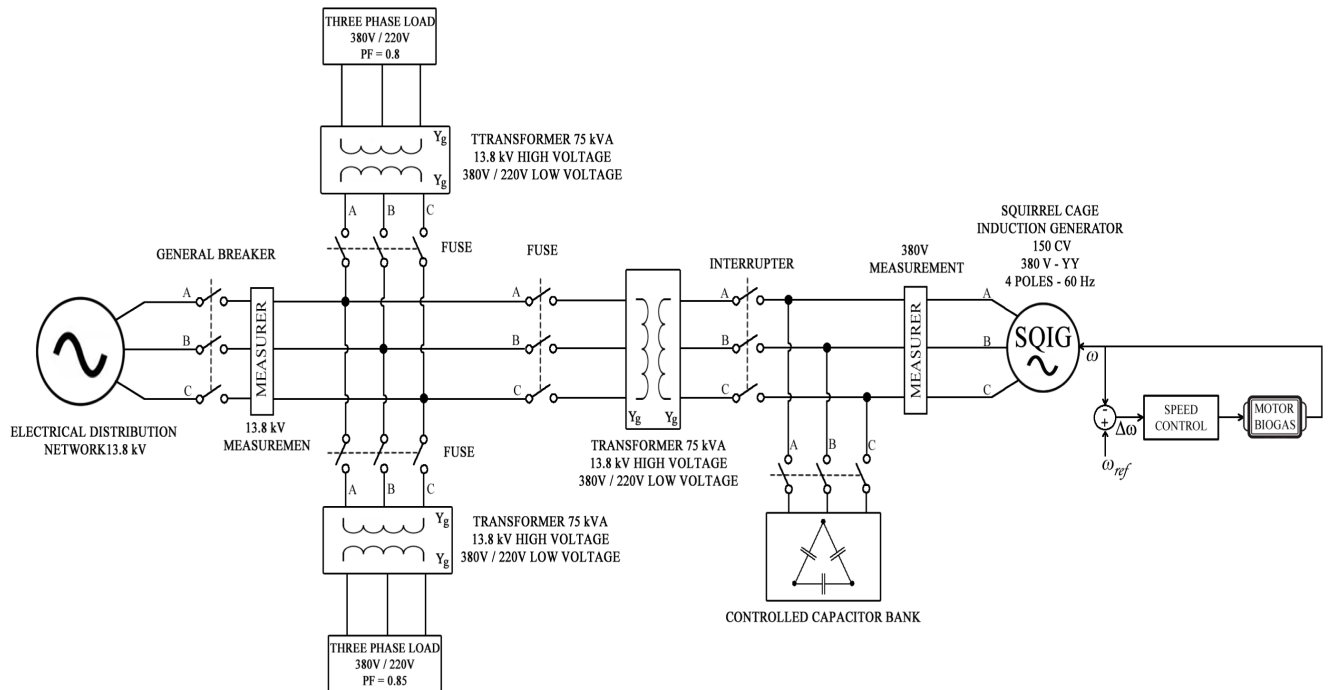 THREE PHASE LOAD
380V / 220V
PF = 0.8
Yg
Yg
TTRANSFORMER 75 kVA
13.8 kV HIGH VOLTAGE
380V / 220V LOW VOLTAGE
A
B
C
FUSE
GENERAL BREAKER
A
B
C
MEASURER
13.8 kV
MEASUREMEN
ELECTRICAL DISTRIBUTION
NETWORK13.8 kV
FUSE
A
B
C
Yg
Yg
TRANSFORMER 75 kVA
13.8 kV HIGH VOLTAGE
380V / 220V LOW VOLTAGE
INTERRUPTER
A
B
C
380V
MEASUREMENT
MEASURER
SQUIRREL CAGE
INDUCTION GENERATOR
150 CV
380 V - YY
4 POLES - 60 Hz
A
B
C
SQIG
ω
-
+
Δω
ωref
SPEED
CONTROL
MOTOR
BIOGAS
FUSE
A
B
C
Yg
Yg
TRANSFORMER 75 kVA
13.8 kV HIGH VOLTAGE
380V / 220V LOW VOLTAGE
THREE PHASE LOAD
380V / 220V
PF = 0.85
A
B
C
CONTROLLED CAPACITOR BANK